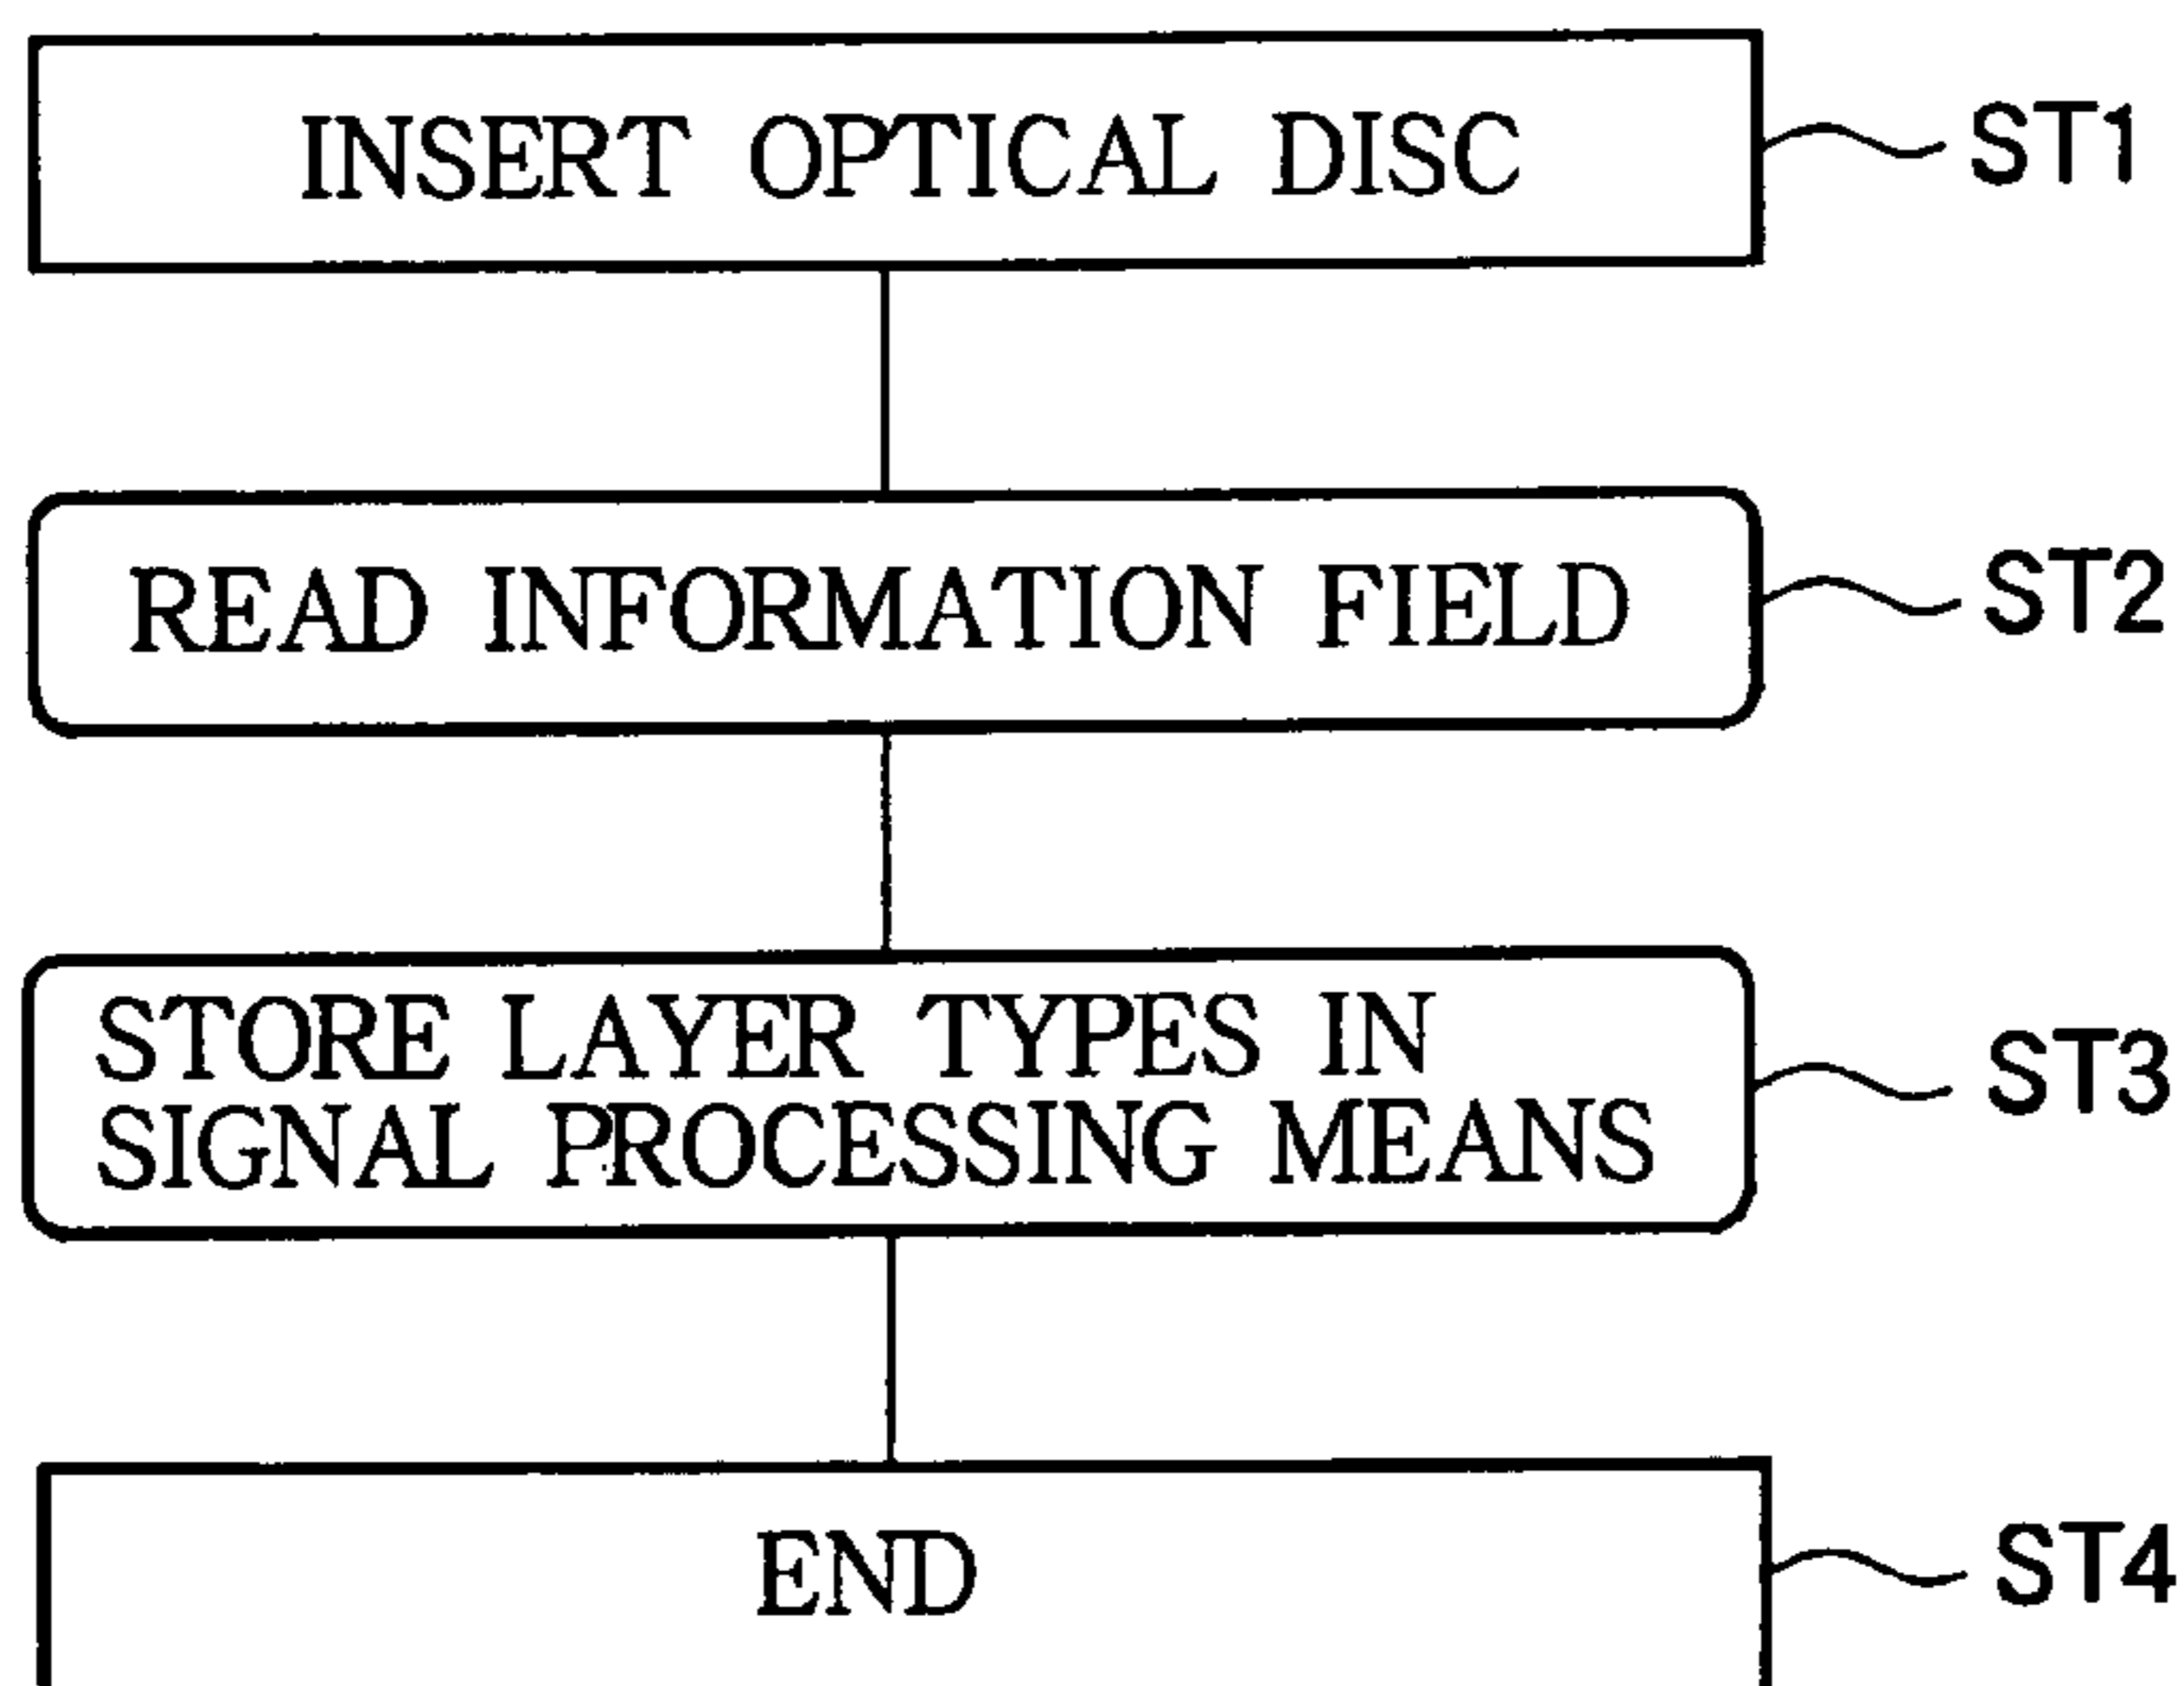 INSERT OPTICAL DISC ST1
READ INFORMATION FIELD ST2
STORE LAYER TYPES IN
SIGNAL PROCESSING MEANS
ST3
END ST4